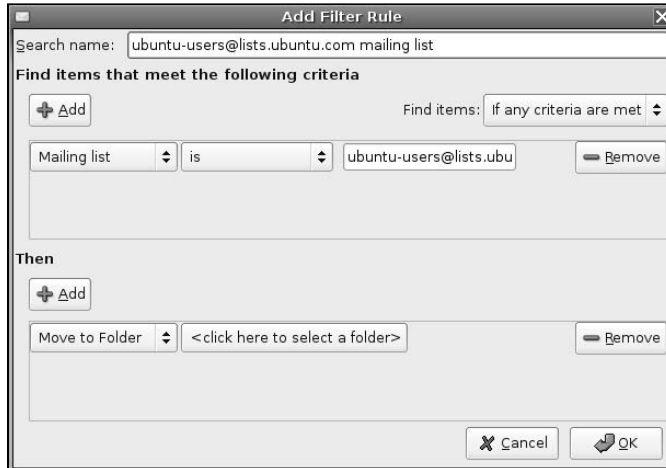 Add Filter Rule
Search name: ubuntu-users@lists.ubuntu.com mailing list
Find items that meet the following criteria
Add Find items: If any criteria are met
Mailing list is ubuntu-users@lists.ubu Remove
Then
Add
Move to Folder <click here to select a folder> Remove
Cancel OK